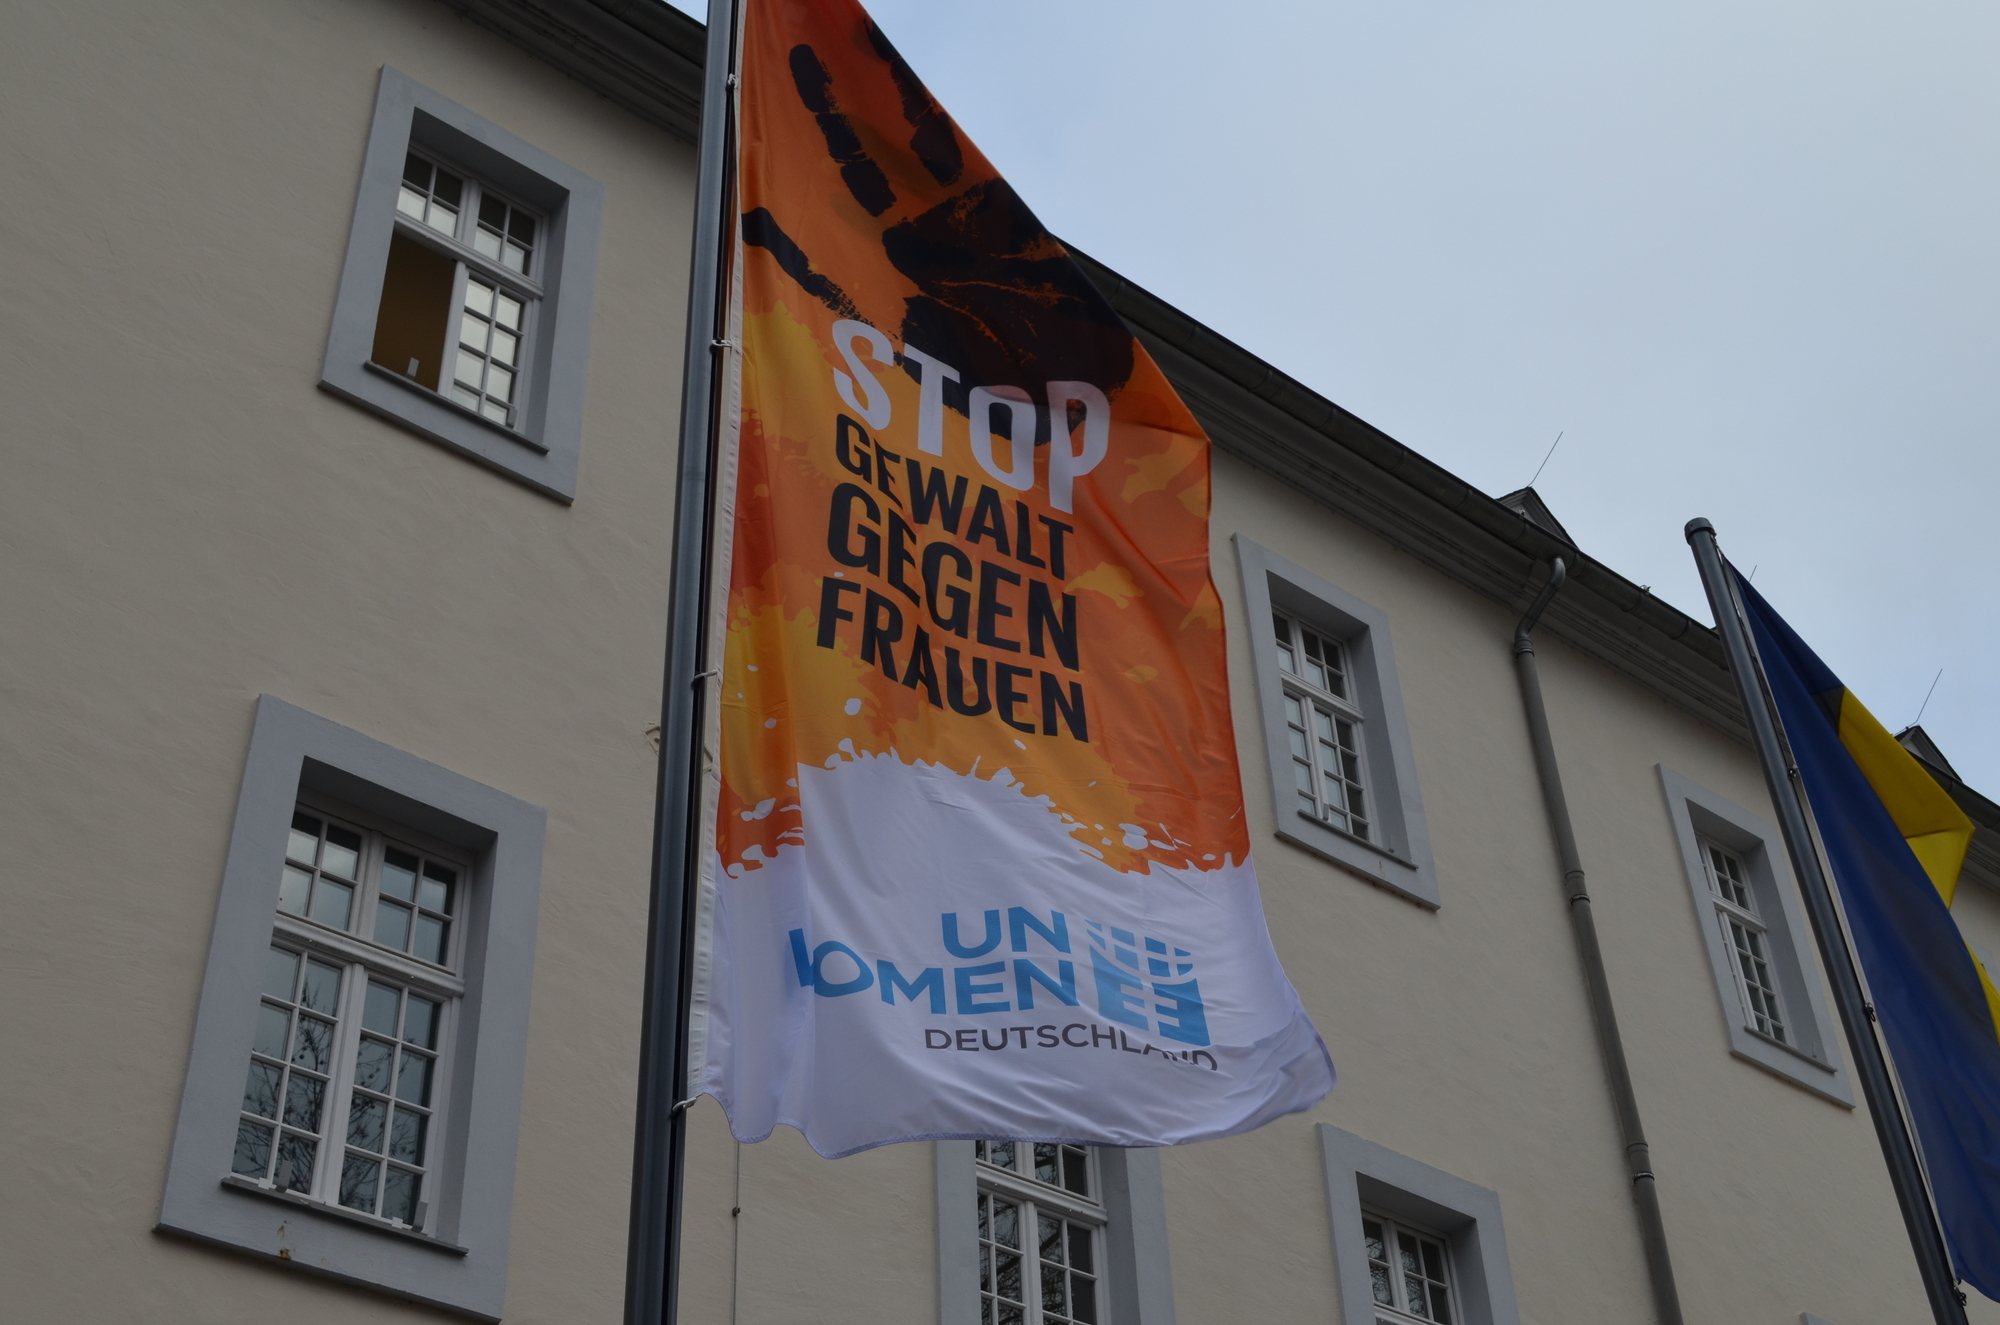 STOP
GEWALT
GEGEN
FRAUEN
UN
WOMEN
DEUTSCHLAND